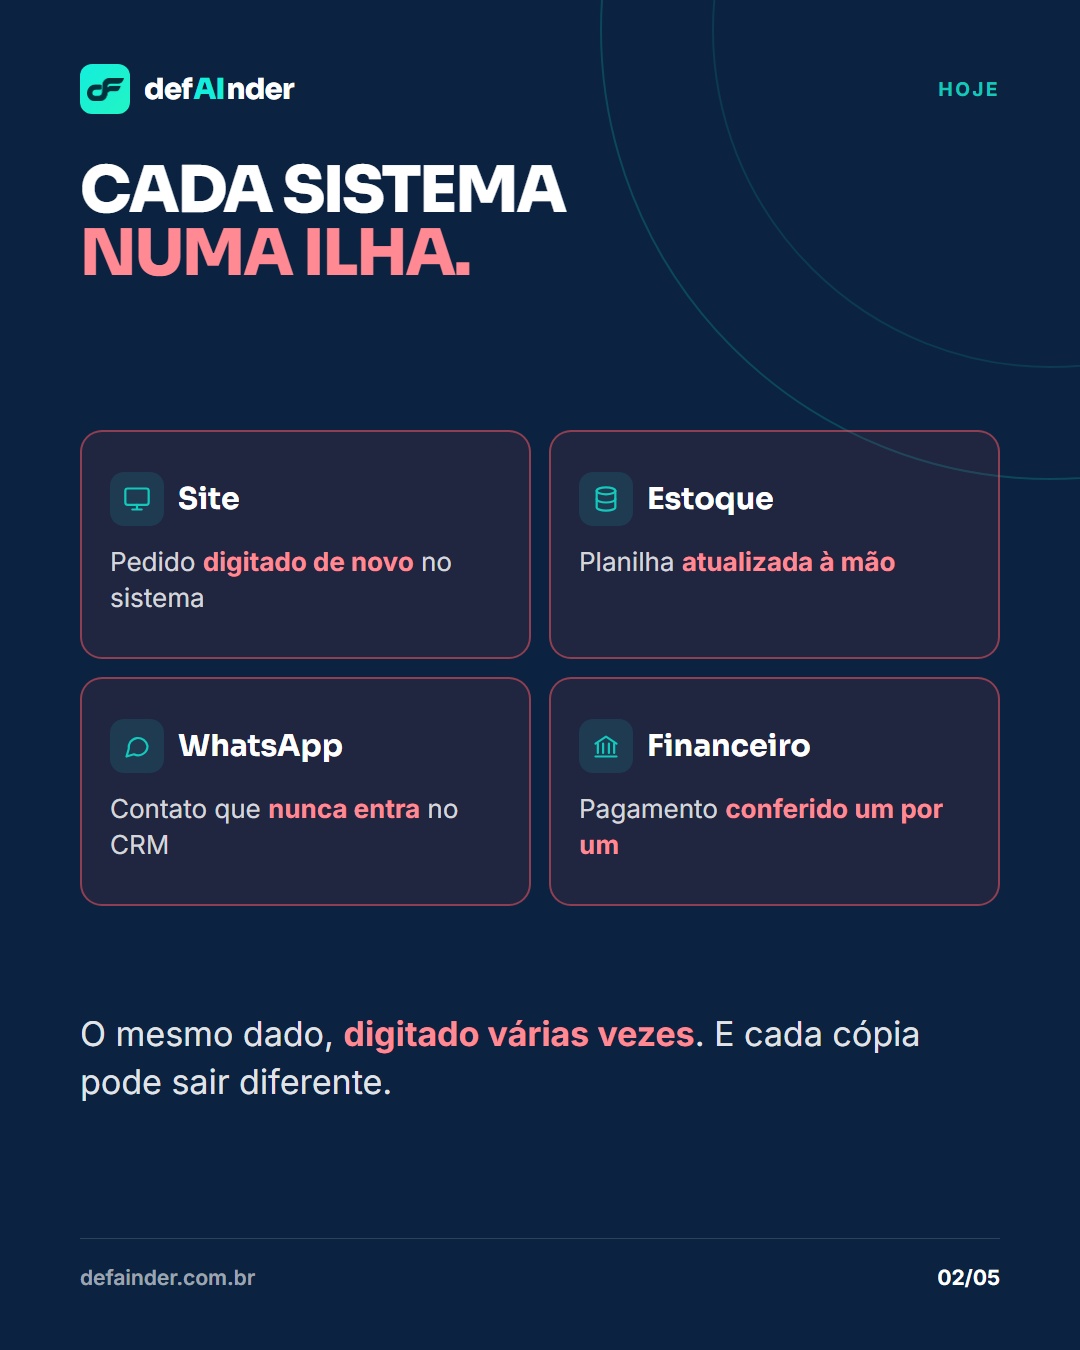 defAInder
HOJE
CADA SISTEMA
NUMA ILHA.
Site
Pedido digitado de novo no
sistema
Estoque
Planilha atualizada à mão
WhatsApp
Contato que nunca entra no
CRM
Financeiro
Pagamento conferido um por
um
O mesmo dado, digitado várias vezes. E cada cópia
pode sair diferente.
defainder.com.br
02/05